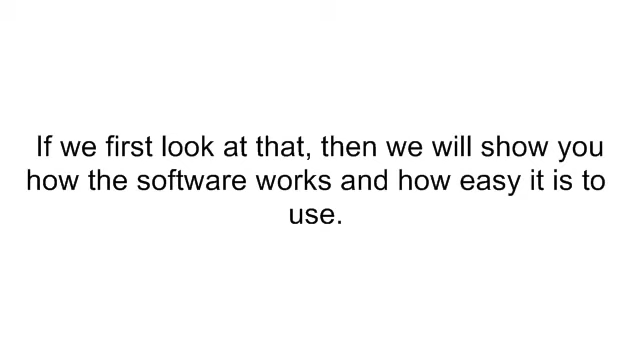 If we first look at that, then we will show you
how the software works and how easy it is to
use.